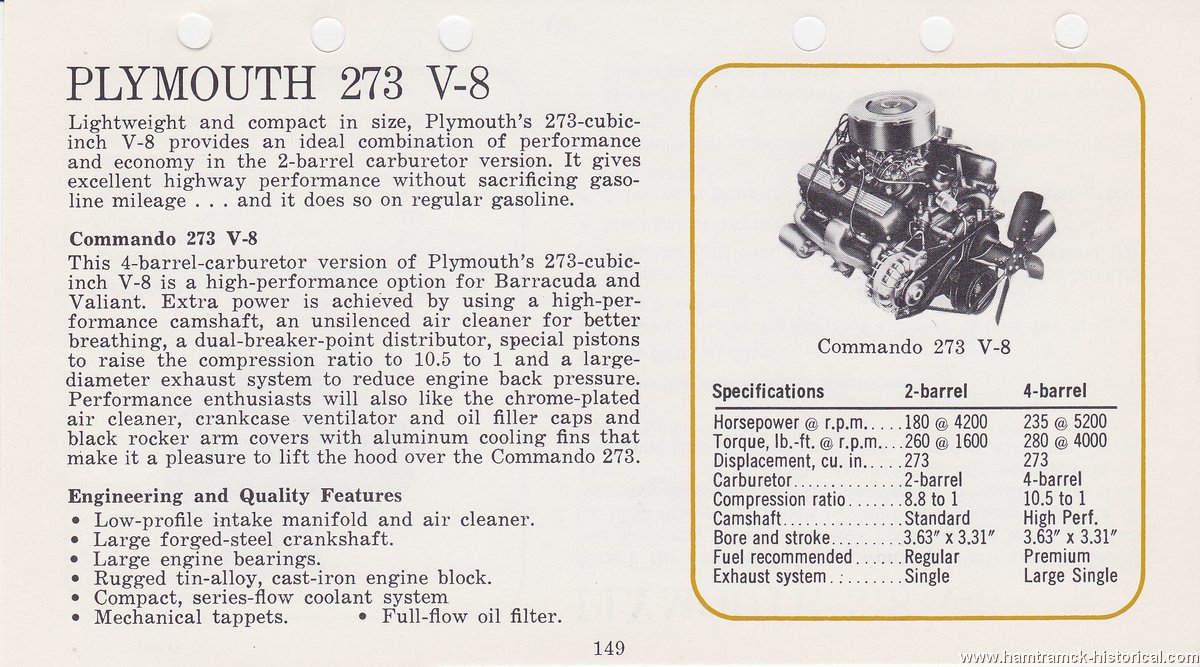 PLYMOUTH 273 V-8
Lightweight and compact in size, Plymouth's 273-cubic-
inch V-8 provides an ideal combination of performance
and economy in the 2-barrel carburetor version. It gives
excellent highway performance without sacrificing gaso-
line mileage . . . and it does so on regular gasoline.
Commando 273 V-8
This 4-barrel-carburetor version of Plymouth's 273-cubic-
inch V-8 is a high-performance option for Barracuda and
Valiant. Extra power is achieved by using a high-per-
formance camshaft, an unsilenced air cleaner for better
breathing, a dual-breaker-point distributor, special pistons
to raise the compression ratio to 10.5 to 1 and a large-
diameter exhaust system to reduce engine back pressure.
Performance enthusiasts will also like the chrome-plated
air cleaner, crankcase ventilator and oil filler caps and
black rocker arm covers with aluminum cooling fins that
make it a pleasure to lift the hood over the Commando 273.
Engineering and Quality Features
• Low-profile intake manifold and air cleaner.
• Large forged-steel crankshaft.
• Large engine bearings.
• Rugged tin-alloy, cast-iron engine block.
• Compact, series-flow coolant system
• Mechanical tappets. • Full-flow oil filter.
Commando 273 V-8
Specifications 2-barrel 4-barrel
Horsepower @ r.p.m.....180 @ 4200 235 @ 5200
Torque, lb.-ft. @ r.p.m...260 @ 1600 280 @ 4000
Displacement, cu. in.....273 273
Carburetor..............2-barrel 4-barrel
Compression ratio.......8.8 to 1 10.5 to 1
Camshaft...............Standard High Perf.
Bore and stroke.........3.63" x 3.31" 3.63" x 3.31"
Fuel recommended......Regular Premium
Exhaust system.........Single Large Single
149
www.hamtramck-historical.com